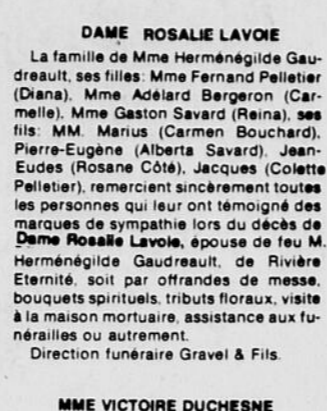 DAME ROSALIE LAVOIE
La famille de Mme Herménégilde Gau-
dreault, ses filles: Mme Fernand Pelletier
(Diana), Mme Adélard Bergeron (Car-
melle), Mme Gaston Savard (Reina), ses
fils: MM. Marius (Carmen Bouchard),
Pierre-Eugène (Alberta Savard), Jean-
Eudes (Rosane Côté), Jacques (Colette
Pelletier), remercient sincèrement toutes
les personnes qui leur ont témoigné des
marques de sympathie lors du décès de
Dame Rosalie Lavoie, épouse de feu M.
Herménégilde Gaudreault, de Rivière
Eternité, soit par offrandes de messe,
bouquets spirituels, tributs floraux, visite
à la maison mortuaire, assistance aux fu-
nérailles ou autrement.
Direction funéraire Gravel & Fils.
MME VICTOIRE DUCHESNE